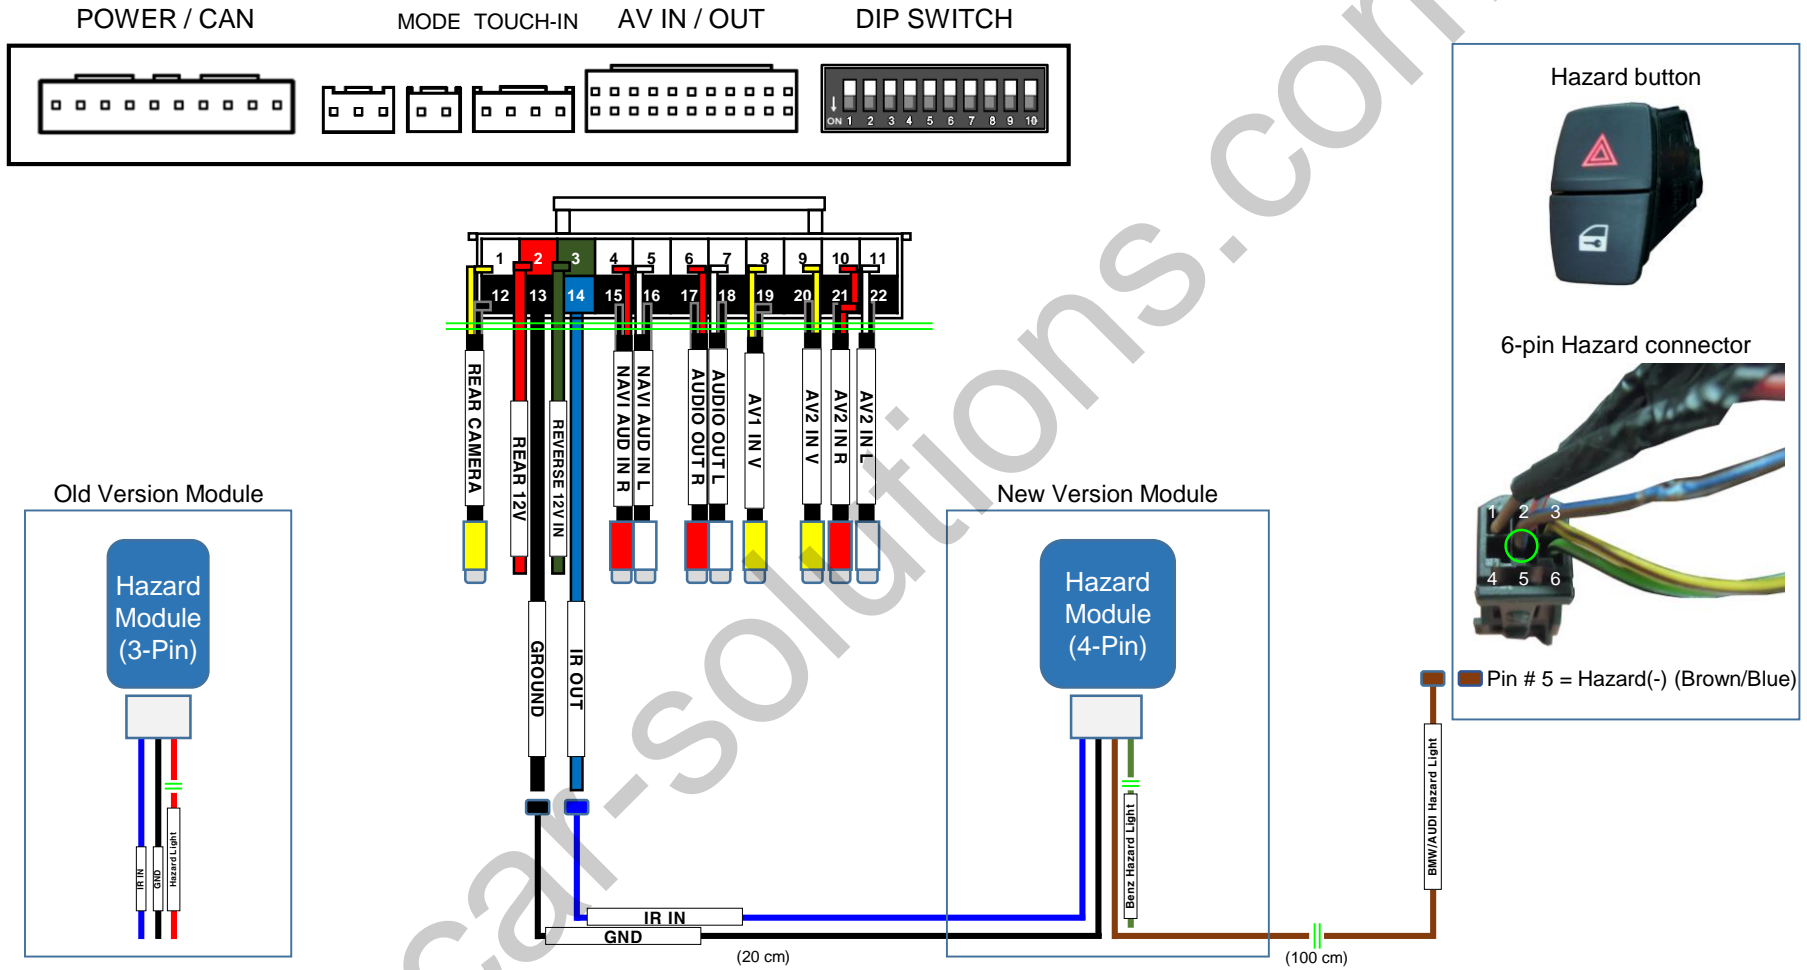 POWER / CAN
MODE
TOUCH-IN
AV IN / OUT
DIP SWITCH
ON 1 2 3 4 5 6 7 8 9 10
Hazard button
6-pin Hazard connector
1 2 3
4 5 6
Pin # 5 = Hazard(-) (Brown/Blue)
1 2 3 4 5 6 7 8 9 10 11
12 13 14 15 16 17 18 19 20 21 22
REAR CAMERA
REAR 12V
GROUND
REVERSE 12V IN
IR OUT
NAVI AUD IN R
NAVI AUD IN L
AUDIO OUT R
AUDIO OUT L
AV1 IN V
AV2 IN V
AV2 IN R
AV2 IN L
Old Version Module
Hazard
Module
(3-Pin)
IR IN
GND
Hazard Light
New Version Module
Hazard
Module
(4-Pin)
Benz Hazard Light
BMW/AUDI Hazard Light
IR IN
GND
(20 cm)
(100 cm)
car-solutions.com